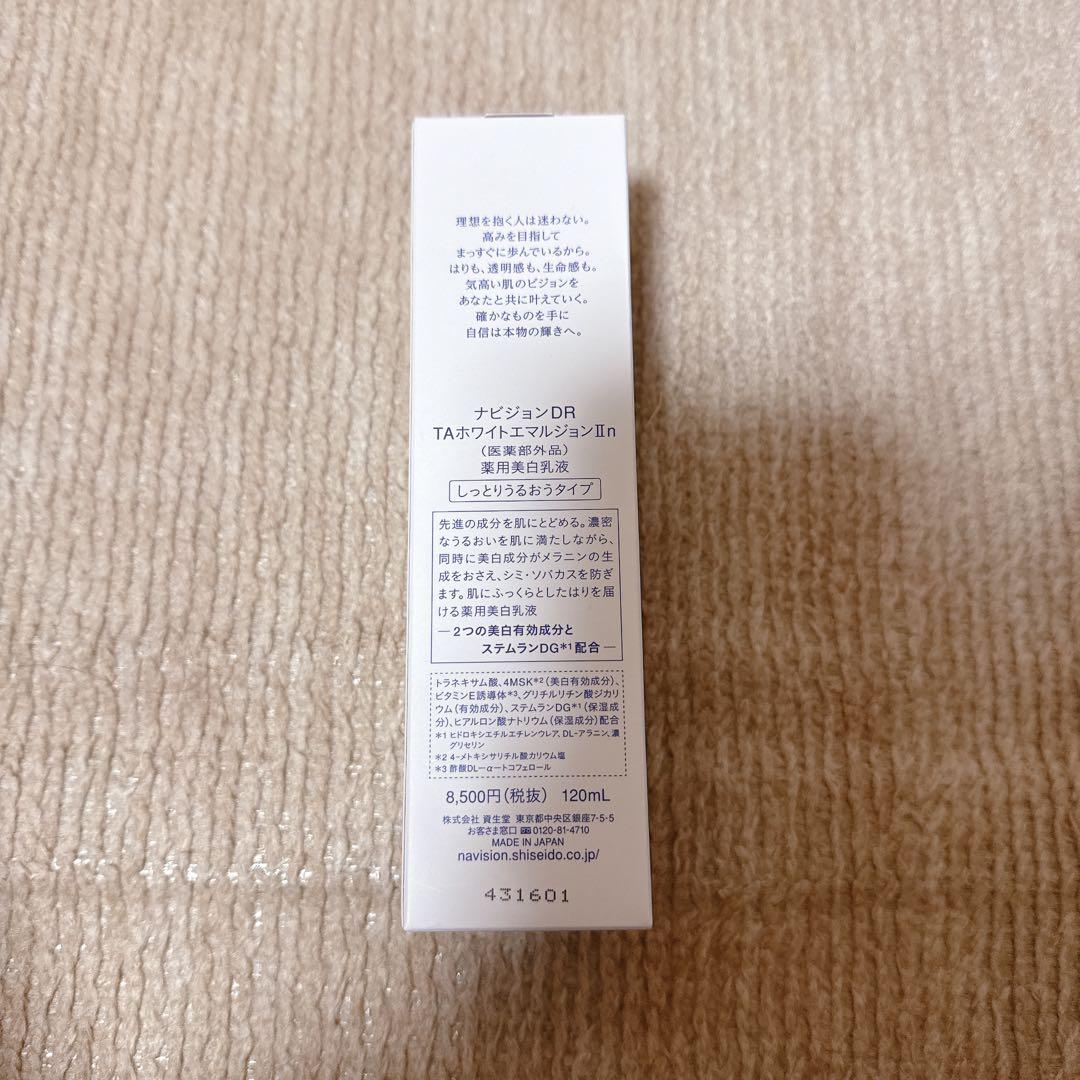 理想を抱く人は迷わない。
高みを目指して
まっすぐに歩んでいるから。
はりも、透明感も、生命感も。
気高い肌のビジョンを
あなたと共に叶えていく。
確かなものを手に
自信は本物の輝きへ。
ナビジョンDR
TAホワイトエマルジョンⅡn
（医薬部外品）
薬用美白乳液
しっとりうるおうタイプ
先進の成分を肌にとどめる。濃密
なうるおいを肌に満たしながら、
同時に美白成分がメラニンの生
成をおさえ、シミ・ソバカスを防ぎ
ます。肌にふっくらとしたはりを届
ける薬用美白乳液
―2つの美白有効成分と
ステムランDG*1配合―
トラネキサム酸、4MSK*2（美白有効成分）、
ビタミンE誘導体*3、グリチルリチン酸ジカリ
ウム（有効成分）、ステムランDG*1（保湿成
分）、ヒアルロン酸ナトリウム（保湿成分）配合
*1 ヒドロキシエチルエチレンウレア、DL-アラニン、濃
グリセリン
*2 4-メトキシサリチル酸カリウム塩
*3 酢酸DL-α-トコフェロール
8,500円（税抜） 120mL
株式会社 資生堂 東京都中央区銀座7-5-5
お客さま窓口 0120-81-4710
MADE IN JAPAN
navision.shiseido.co.jp/
431601